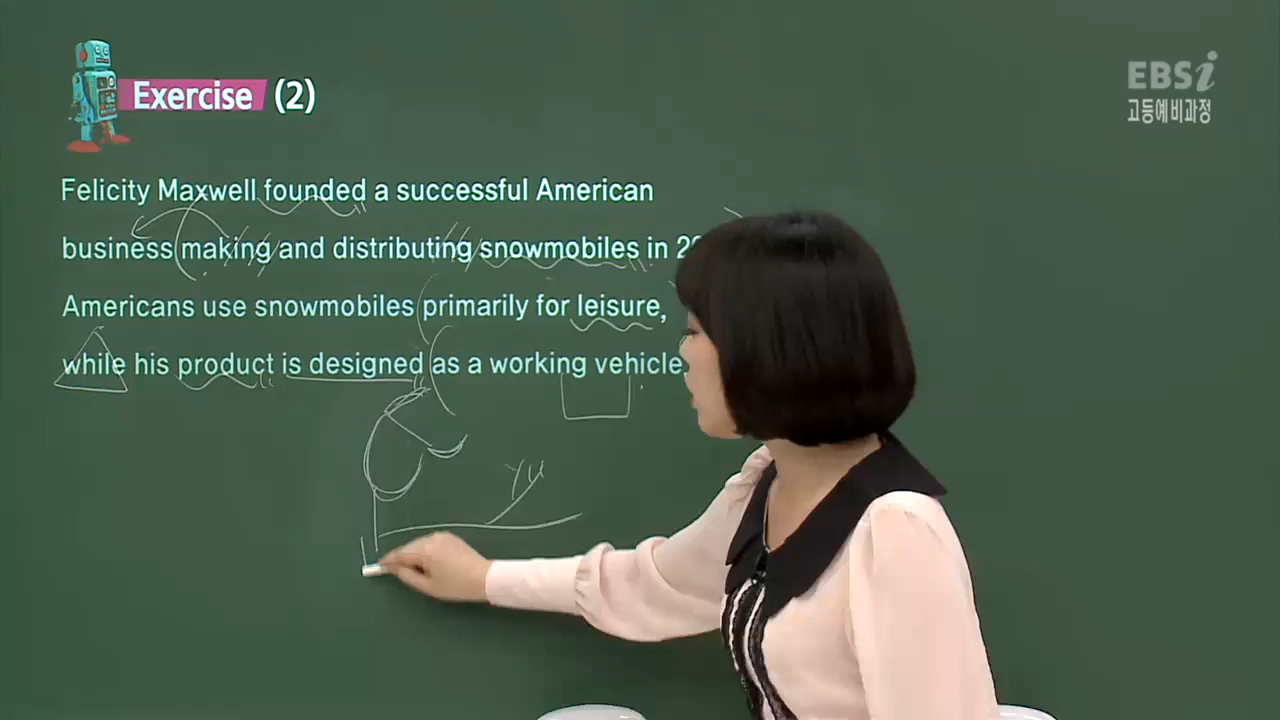 Exercise (2)
EBSi
고등예비과정
Felicity Maxwell founded a successful American
business making and distributing snowmobiles in
Americans use snowmobiles primarily for leisure,
while his product is designed as a working vehicle.